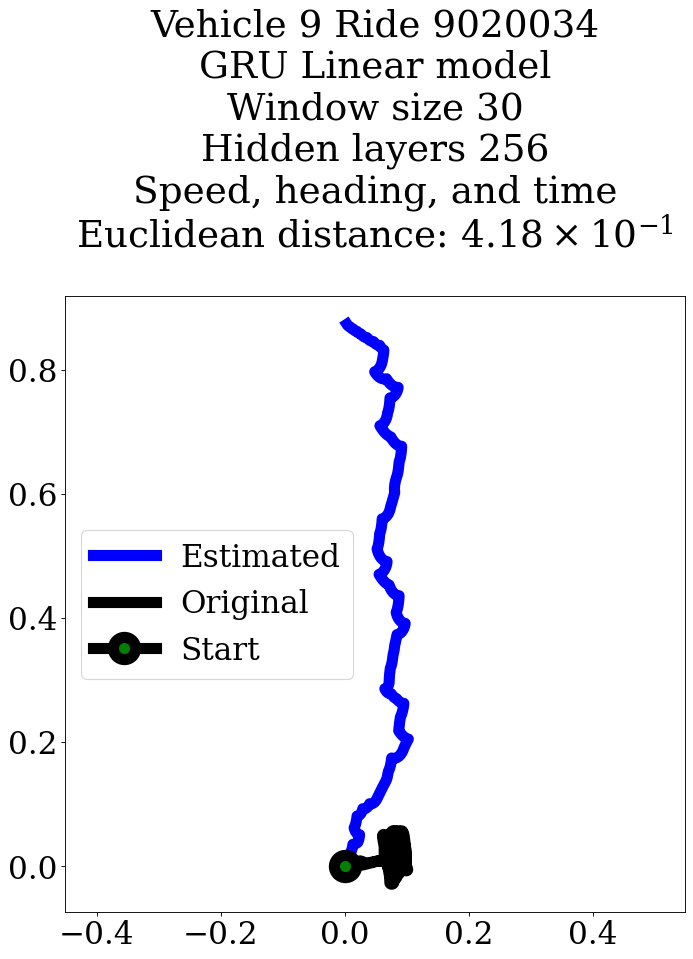 Vehicle 9 Ride 9020034
GRU Linear model
Window size 30
Hidden layers 256
Speed, heading, and time
Euclidean distance: 4.18 × 10⁻¹
0.8
0.6
0.4
0.2
0.0
Estimated
Original
Start
−0.4
−0.2
0.0
0.2
0.4